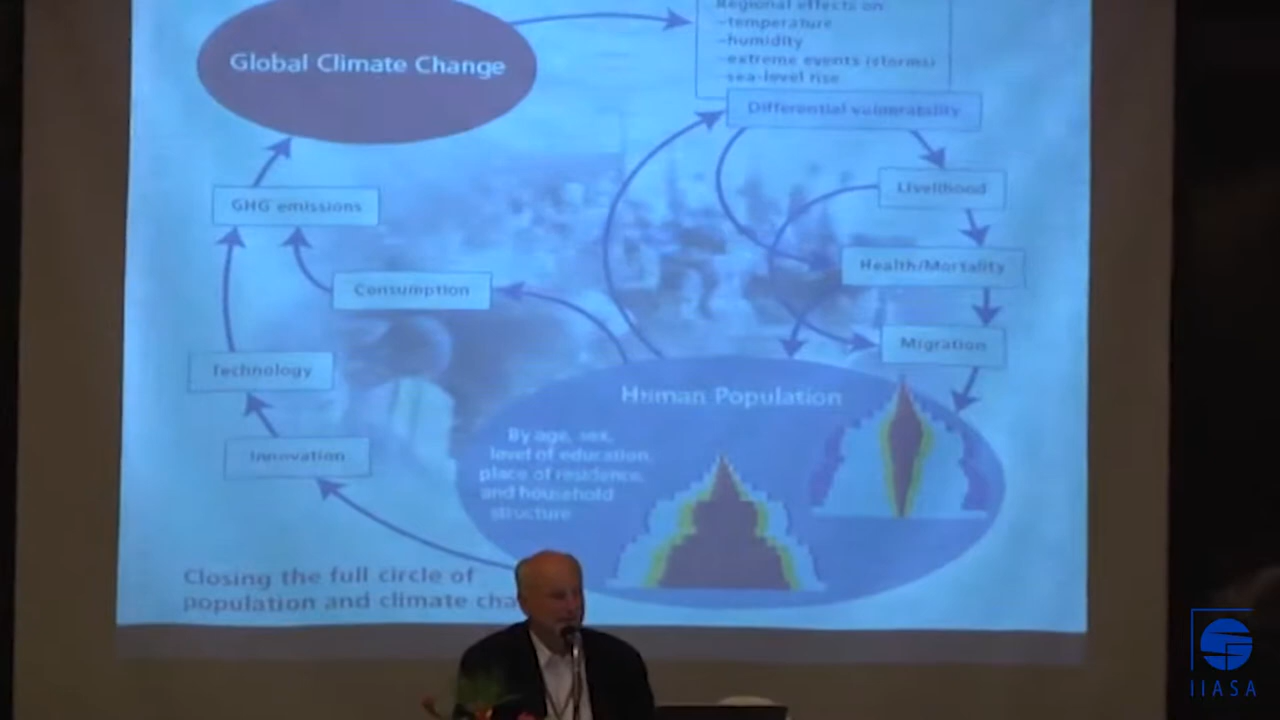 Regional effects on
–temperature
–humidity
–extreme events (storms)
–sea-level rise
Global Climate Change
Differential vulnerability
Livelihood
GHG emissions
Health/Mortality
Consumption
Migration
Technology
Human Population
By age, sex,
level of education,
place of residence,
and household
structure
Innovation
Closing the full circle of
population and climate cha
IIASA